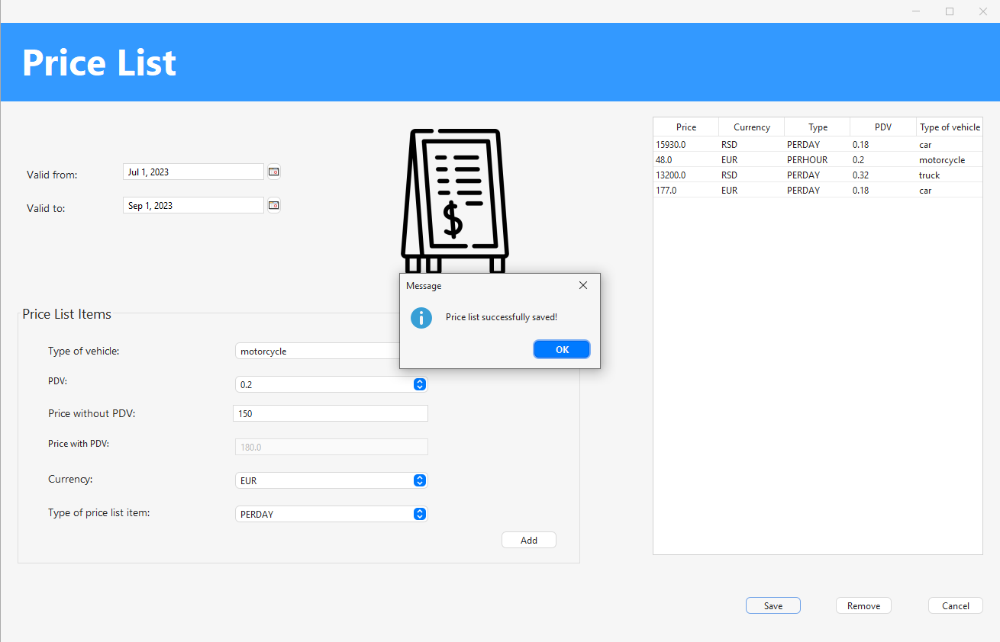 Price List
Valid from: Jul 1, 2023
Valid to: Sep 1, 2023
$
Price Currency Type PDV Type of vehicle
15930.0 RSD PERDAY 0.18 car
48.0 EUR PERHOUR 0.2 motorcycle
13200.0 RSD PERDAY 0.32 truck
177.0 EUR PERDAY 0.18 car
Message
Price list successfully saved!
OK
Price List Items
Type of vehicle: motorcycle
PDV: 0.2
Price without PDV: 150
Price with PDV: 180.0
Currency: EUR
Type of price list item: PERDAY
Add
Save Remove Cancel